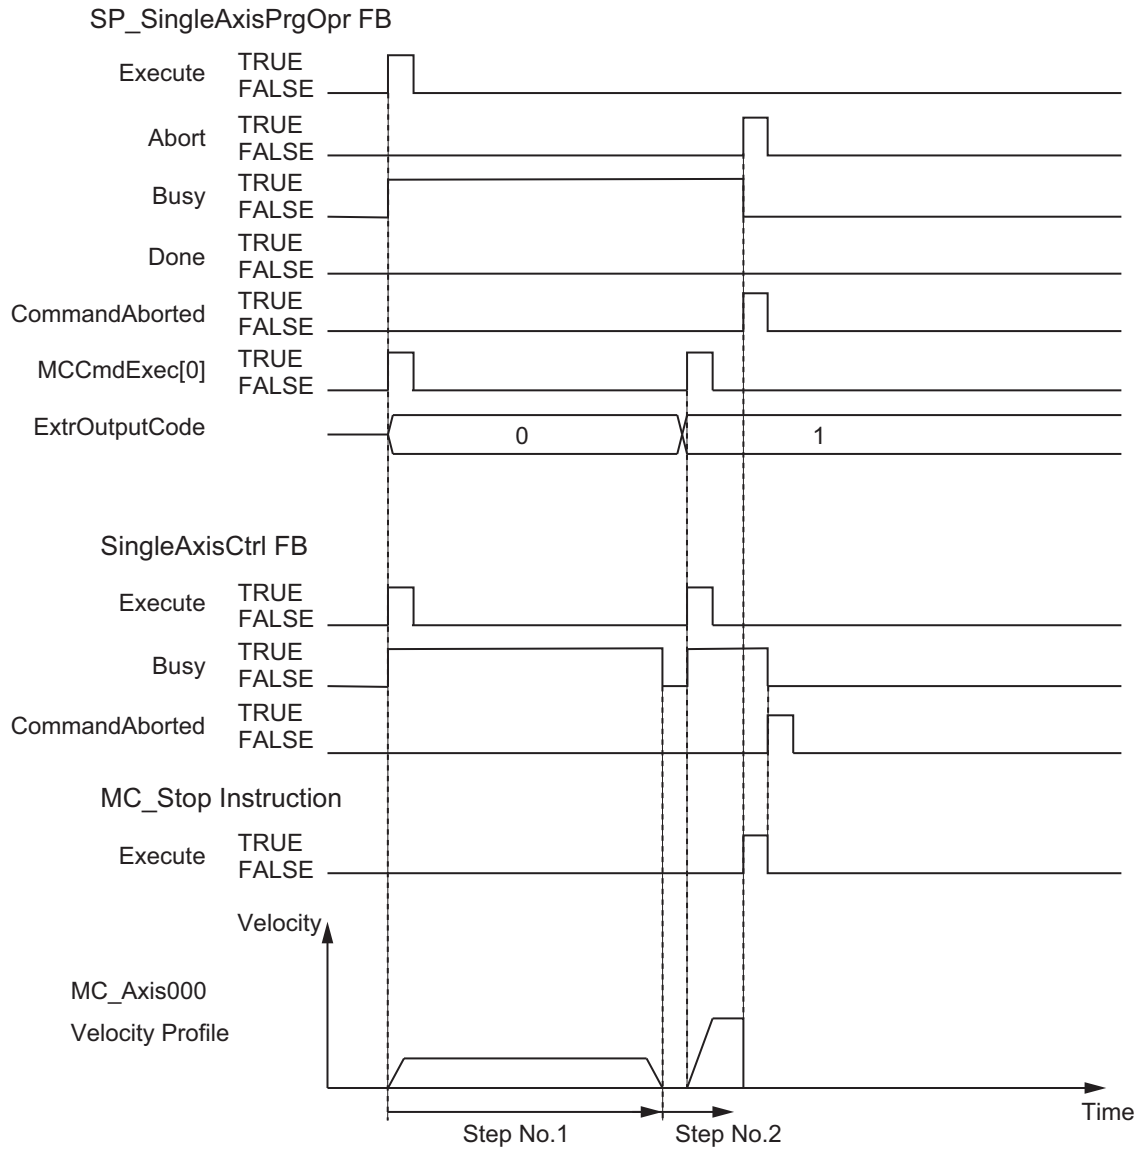 SP_SingleAxisPrgOpr FB
Execute TRUE
FALSE
Abort TRUE
FALSE
Busy TRUE
FALSE
Done TRUE
FALSE
CommandAborted TRUE
FALSE
MCCmdExec[0] TRUE
FALSE
ExtrOutputCode 0 1
SingleAxisCtrl FB
Execute TRUE
FALSE
Busy TRUE
FALSE
CommandAborted TRUE
FALSE
MC_Stop Instruction
Execute TRUE
FALSE
Velocity
MC_Axis000
Velocity Profile
Time
Step No.1 Step No.2